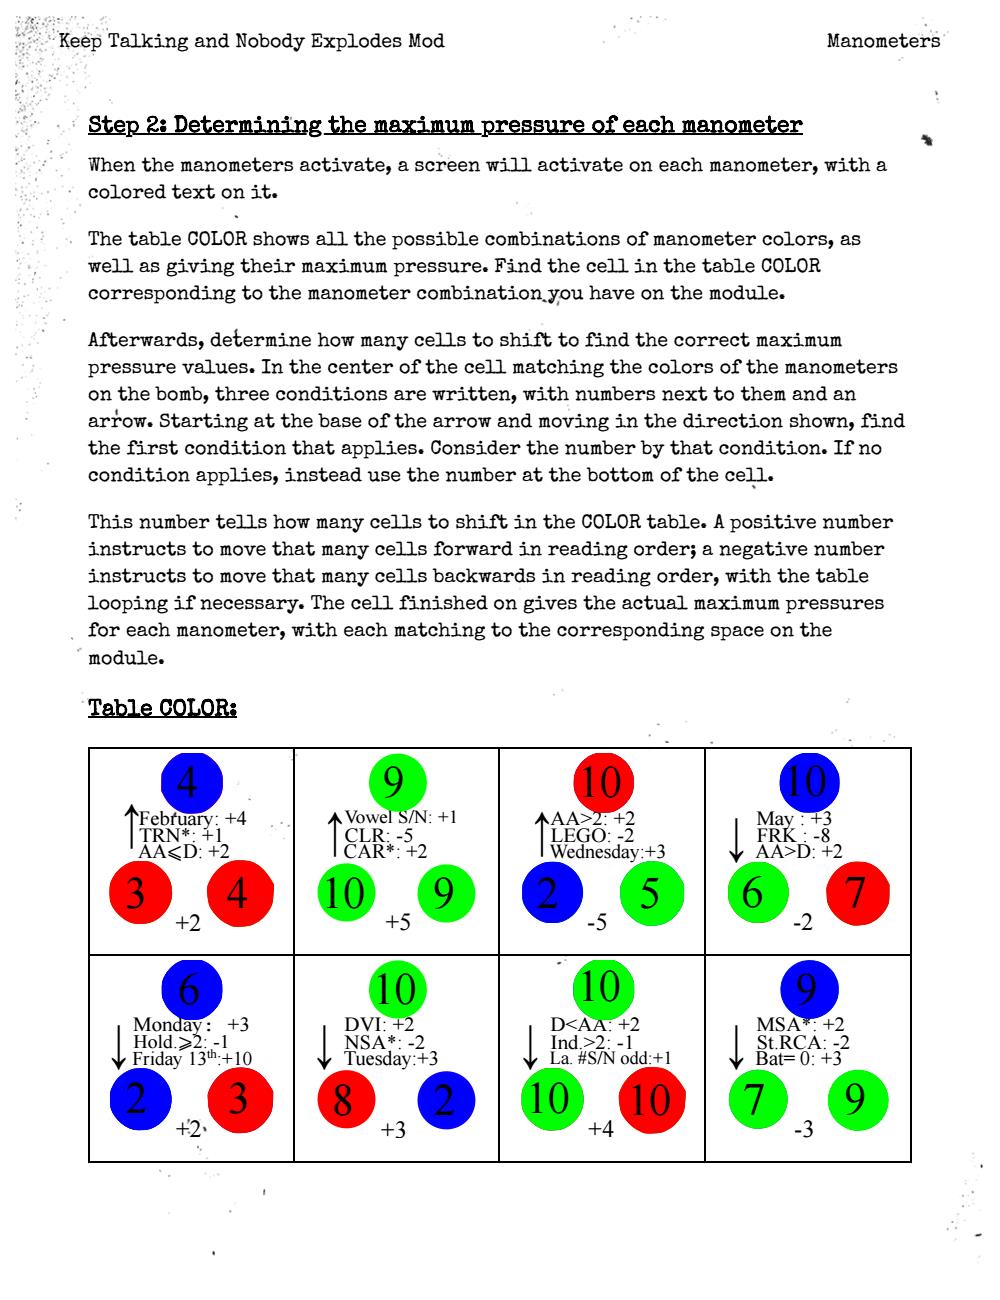 Keep Talking and Nobody Explodes Mod
Manometers
Step 2: Determining the maximum pressure of each manometer
When the manometers activate, a screen will activate on each manometer, with a
colored text on it.
The table COLOR shows all the possible combinations of manometer colors, as
well as giving their maximum pressure. Find the cell in the table COLOR
corresponding to the manometer combination you have on the module.
Afterwards, determine how many cells to shift to find the correct maximum
pressure values. In the center of the cell matching the colors of the manometers
on the bomb, three conditions are written, with numbers next to them and an
arrow. Starting at the base of the arrow and moving in the direction shown, find
the first condition that applies. Consider the number by that condition. If no
condition applies, instead use the number at the bottom of the cell.
This number tells how many cells to shift in the COLOR table. A positive number
instructs to move that many cells forward in reading order; a negative number
instructs to move that many cells backwards in reading order, with the table
looping if necessary. The cell finished on gives the actual maximum pressures
for each manometer, with each matching to the corresponding space on the
module.
Table COLOR:
4
February: +4
TRN*: +1
AA⩽D: +2
3 4
+2
9
Vowel S/N: +1
CLR: -5
CAR*: +2
10 9
+5
10
AA>2: +2
LEGO: -2
Wednesday:+3
2 5
-5
10
May : +3
FRK : -8
AA>D: +2
6 7
-2
6
Monday: +3
Hold.⩾2: -1
Friday 13th:+10
2 3
+2
10
DVI: +2
NSA*: -2
Tuesday:+3
8 2
+3
10
D<AA: +2
Ind.>2: -1
La. #S/N odd:+1
10 10
+4
9
MSA*: +2
St.RCA: -2
Bat= 0: +3
7 9
-3